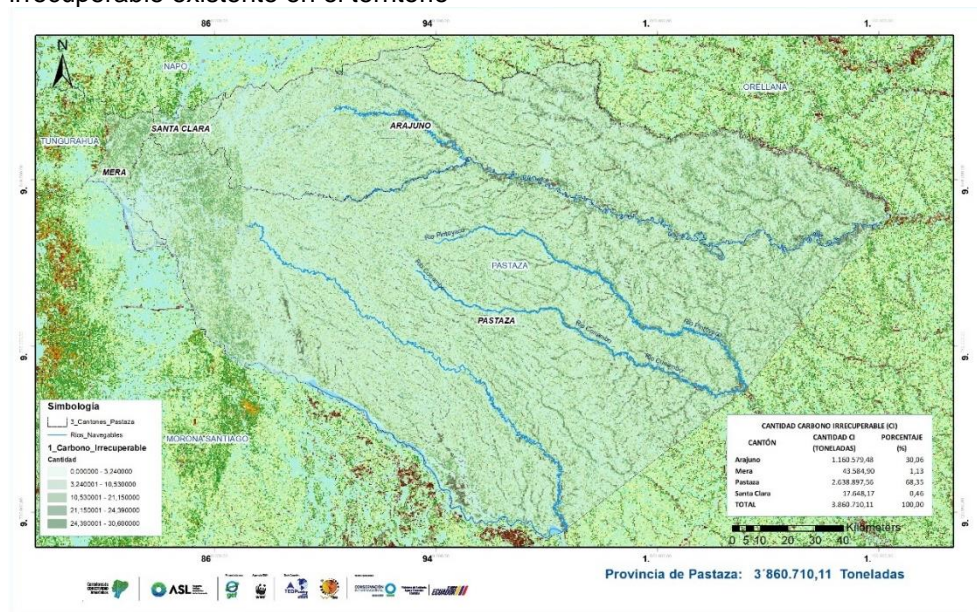 irrecuperable existente en el territorio
86 94 1. 1.
N
NAPO
ORELLANA
SANTA CLARA
ARAJUNO
TUNGURAHUA
MERA
9. 9.
Río Pindoyacu
PASTAZA
PASTAZA
9. 9.
MORONA SANTIAGO
Simbología
3_Cantones_Pastaza
Rios_Navegables
1_Carbono_Irrecuperable
Cantidad
0,000000 - 3,240000
3,240001 - 10,530000
10,530001 - 21,150000
21,150001 - 24,390000
24,390001 - 30,600000
CANTIDAD CARBONO IRRECUPERABLE (CI)
CANTÓN CANTIDAD CI (TONELADAS) PORCENTAJE (%)
Arajuno 1.160.579,48 30,06
Mera 43.584,90 1,13
Pastaza 2.638.897,56 68,35
Santa Clara 17.648,17 0,46
TOTAL 3.860.710,11 100,00
Kilometers
0 5 10 20 30 40
9. 9.
86 94 1. 1.
Provincia de Pastaza: 3´860.710,11 Toneladas
ASL
gef
WWF
ECUADOR